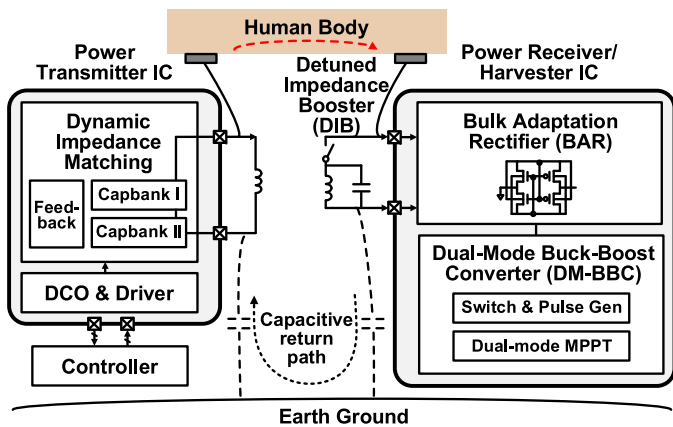 Human Body
Power
Transmitter IC
Detuned
Impedance
Booster
(DIB)
Power Receiver/
Harvester IC
Dynamic
Impedance
Matching
Feed-
back
Capbank I
Capbank II
DCO & Driver
Controller
Bulk Adaptation
Rectifier (BAR)
Dual-Mode Buck-Boost
Converter (DM-BBC)
Switch & Pulse Gen
Dual-mode MPPT
Capacitive
return
path
Earth Ground